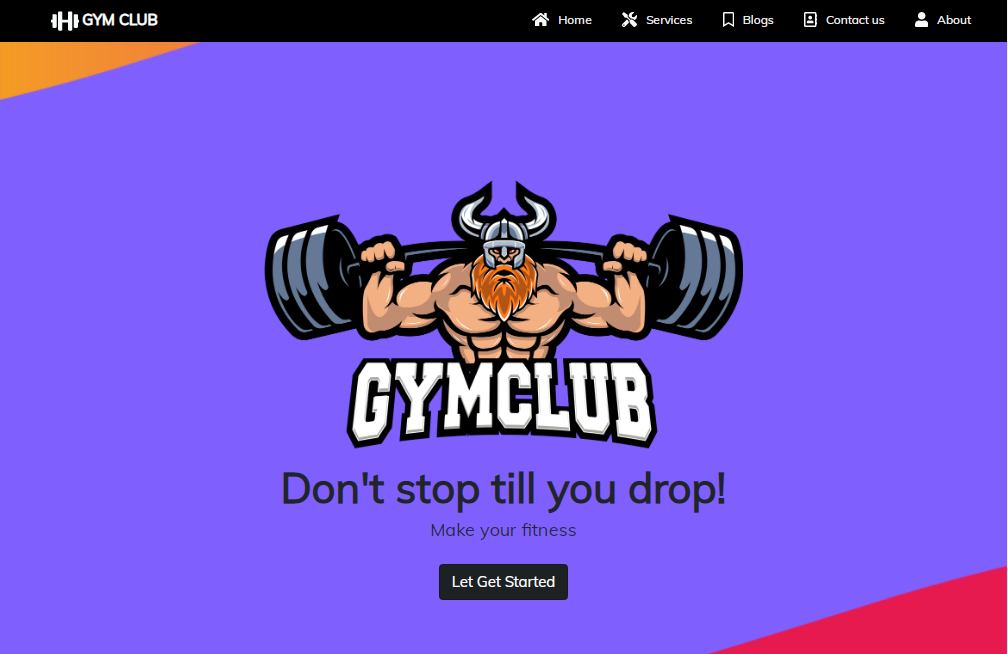 GYM CLUB
Home Services Blogs Contact us About
GYMCLUB
Don't stop till you drop!
Make your fitness
Let Get Started